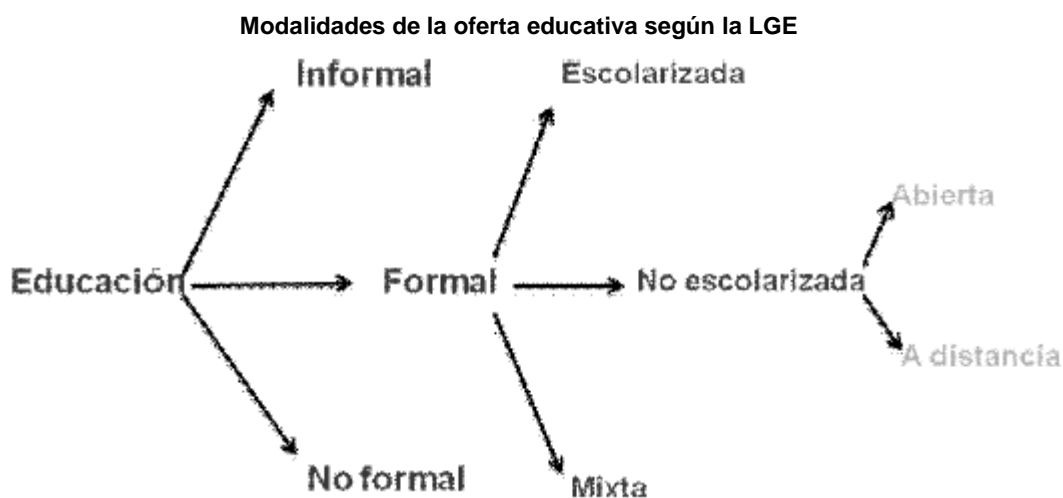 Modalidades de la oferta educativa según la LGE
Informal
Escolarizada
Abierta
Educación
Formal
No escolarizada
A distancia
No formal
Mixta